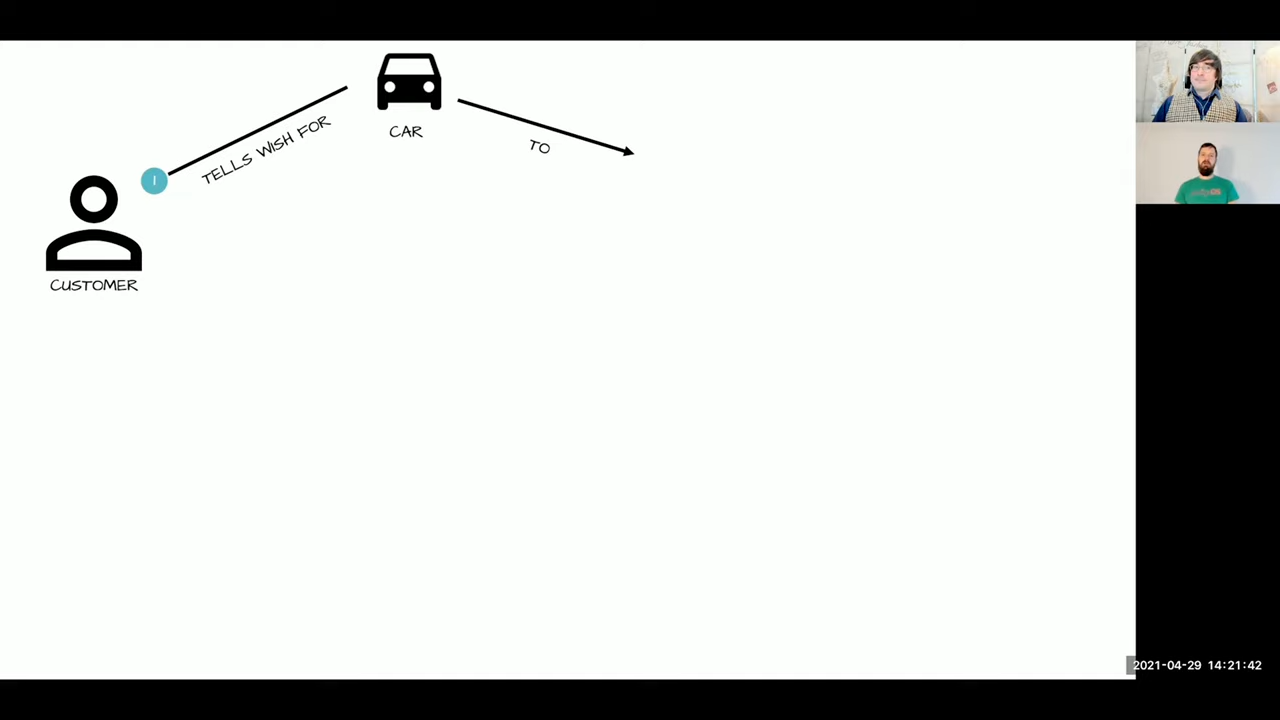 CAR
TELLS WISH FOR
TO
1
CUSTOMER
2021-04-29 14:21:42